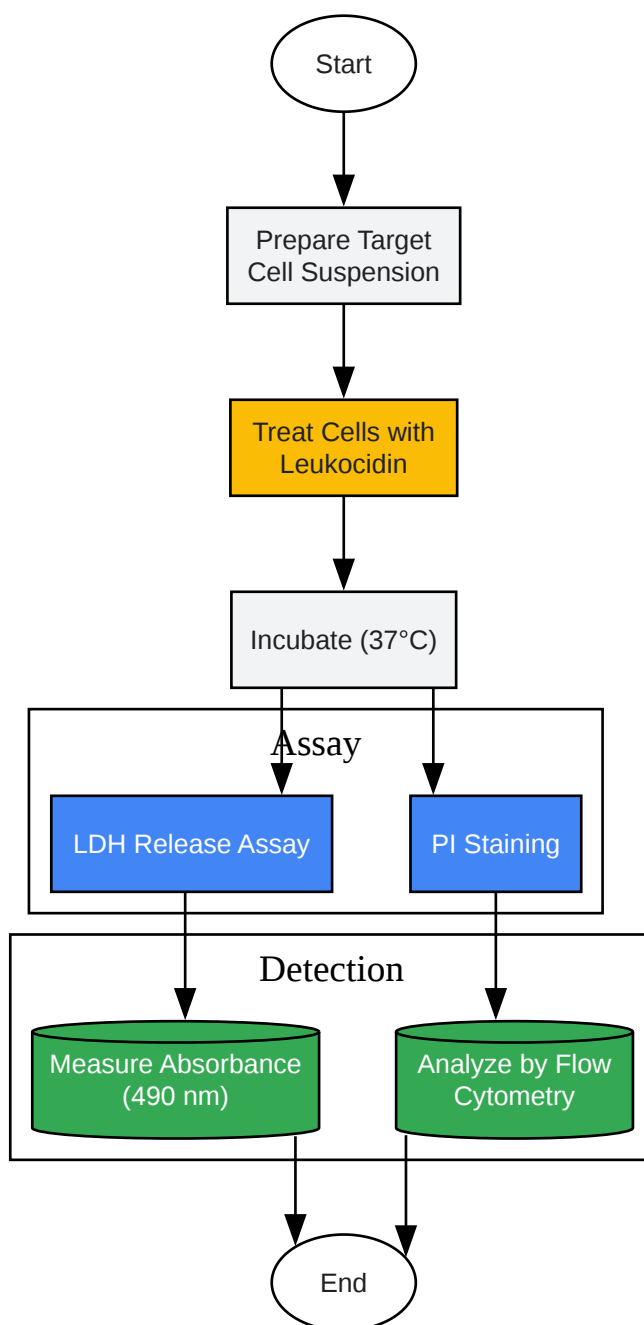 Start
Prepare Target
Cell Suspension
Treat Cells with
Leukocidin
Incubate (37°C)
Assay
LDH Release Assay
PI Staining
Detection
Measure Absorbance
(490 nm)
Analyze by Flow
Cytometry
End